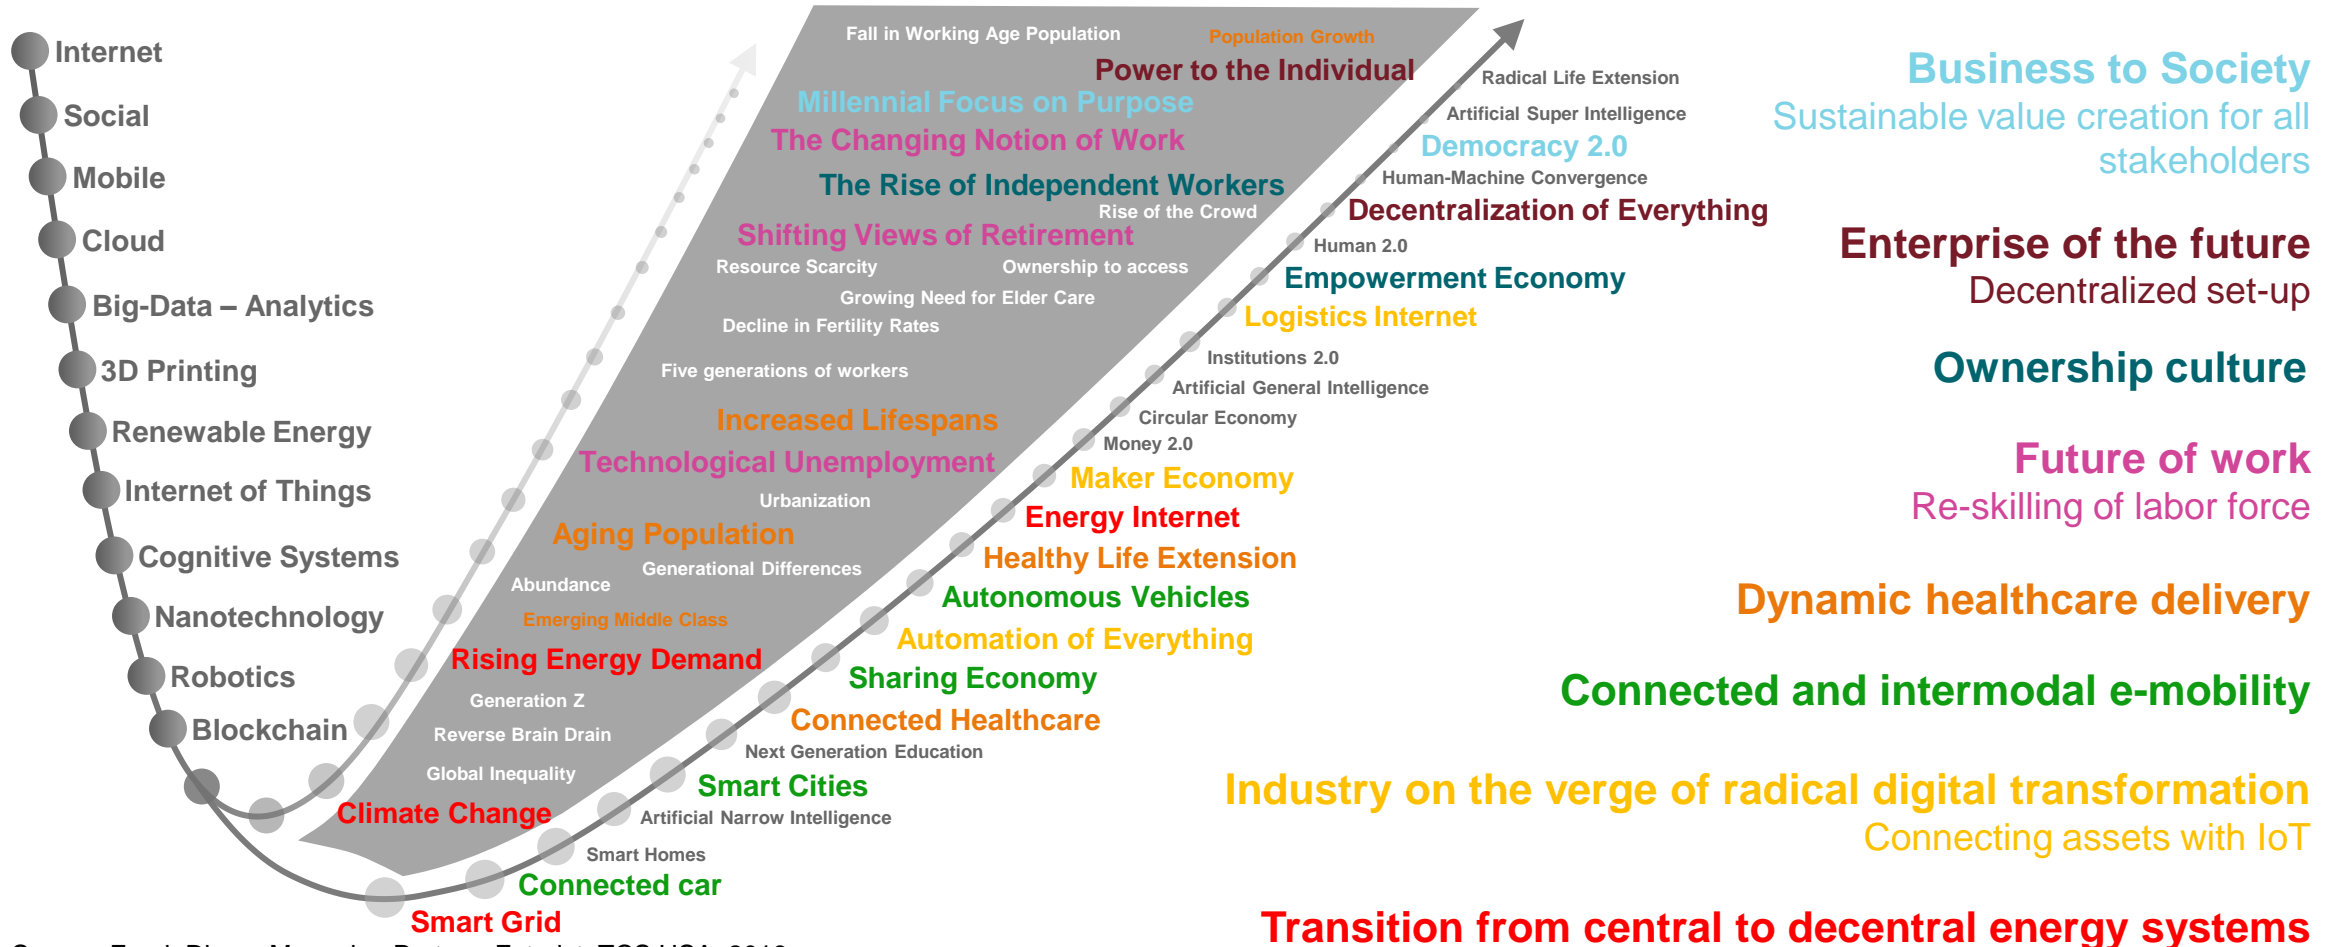 Internet
Social
Mobile
Cloud
Big-Data – Analytics
3D Printing
Renewable Energy
Internet of Things
Cognitive Systems
Nanotechnology
Robotics
Blockchain
Fall in Working Age Population
Population Growth
Power to the Individual
Millennial Focus on Purpose
The Changing Notion of Work
The Rise of Independent Workers
Rise of the Crowd
Shifting Views of Retirement
Resource Scarcity
Ownership to access
Growing Need for Elder Care
Decline in Fertility Rates
Five generations of workers
Increased Lifespans
Technological Unemployment
Urbanization
Aging Population
Generational Differences
Abundance
Emerging Middle Class
Rising Energy Demand
Generation Z
Reverse Brain Drain
Global Inequality
Climate Change
Radical Life Extension
Artificial Super Intelligence
Democracy 2.0
Human-Machine Convergence
Decentralization of Everything
Human 2.0
Empowerment Economy
Logistics Internet
Institutions 2.0
Artificial General Intelligence
Circular Economy
Money 2.0
Maker Economy
Energy Internet
Healthy Life Extension
Autonomous Vehicles
Automation of Everything
Sharing Economy
Connected Healthcare
Next Generation Education
Smart Cities
Artificial Narrow Intelligence
Smart Homes
Connected car
Smart Grid
Business to Society
Sustainable value creation for all
stakeholders
Enterprise of the future
Decentralized set-up
Ownership culture
Future of work
Re-skilling of labor force
Dynamic healthcare delivery
Connected and intermodal e-mobility
Industry on the verge of radical digital transformation
Connecting assets with IoT
Transition from central to decentral energy systems